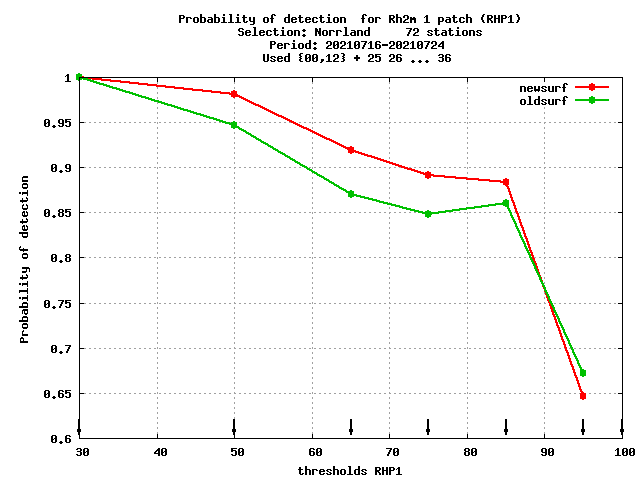 Probability of detection  for Rh2m 1 patch (RHP1)
Selection: Norrland     72 stations
Period: 20210716-20210724
Used {00,12} + 25 26 ... 36
newsurf
oldsurf
1
0.95
0.9
0.85
0.8
0.75
0.7
0.65
0.6
Probability of detection
30 40 50 60 70 80 90 100
thresholds RHP1